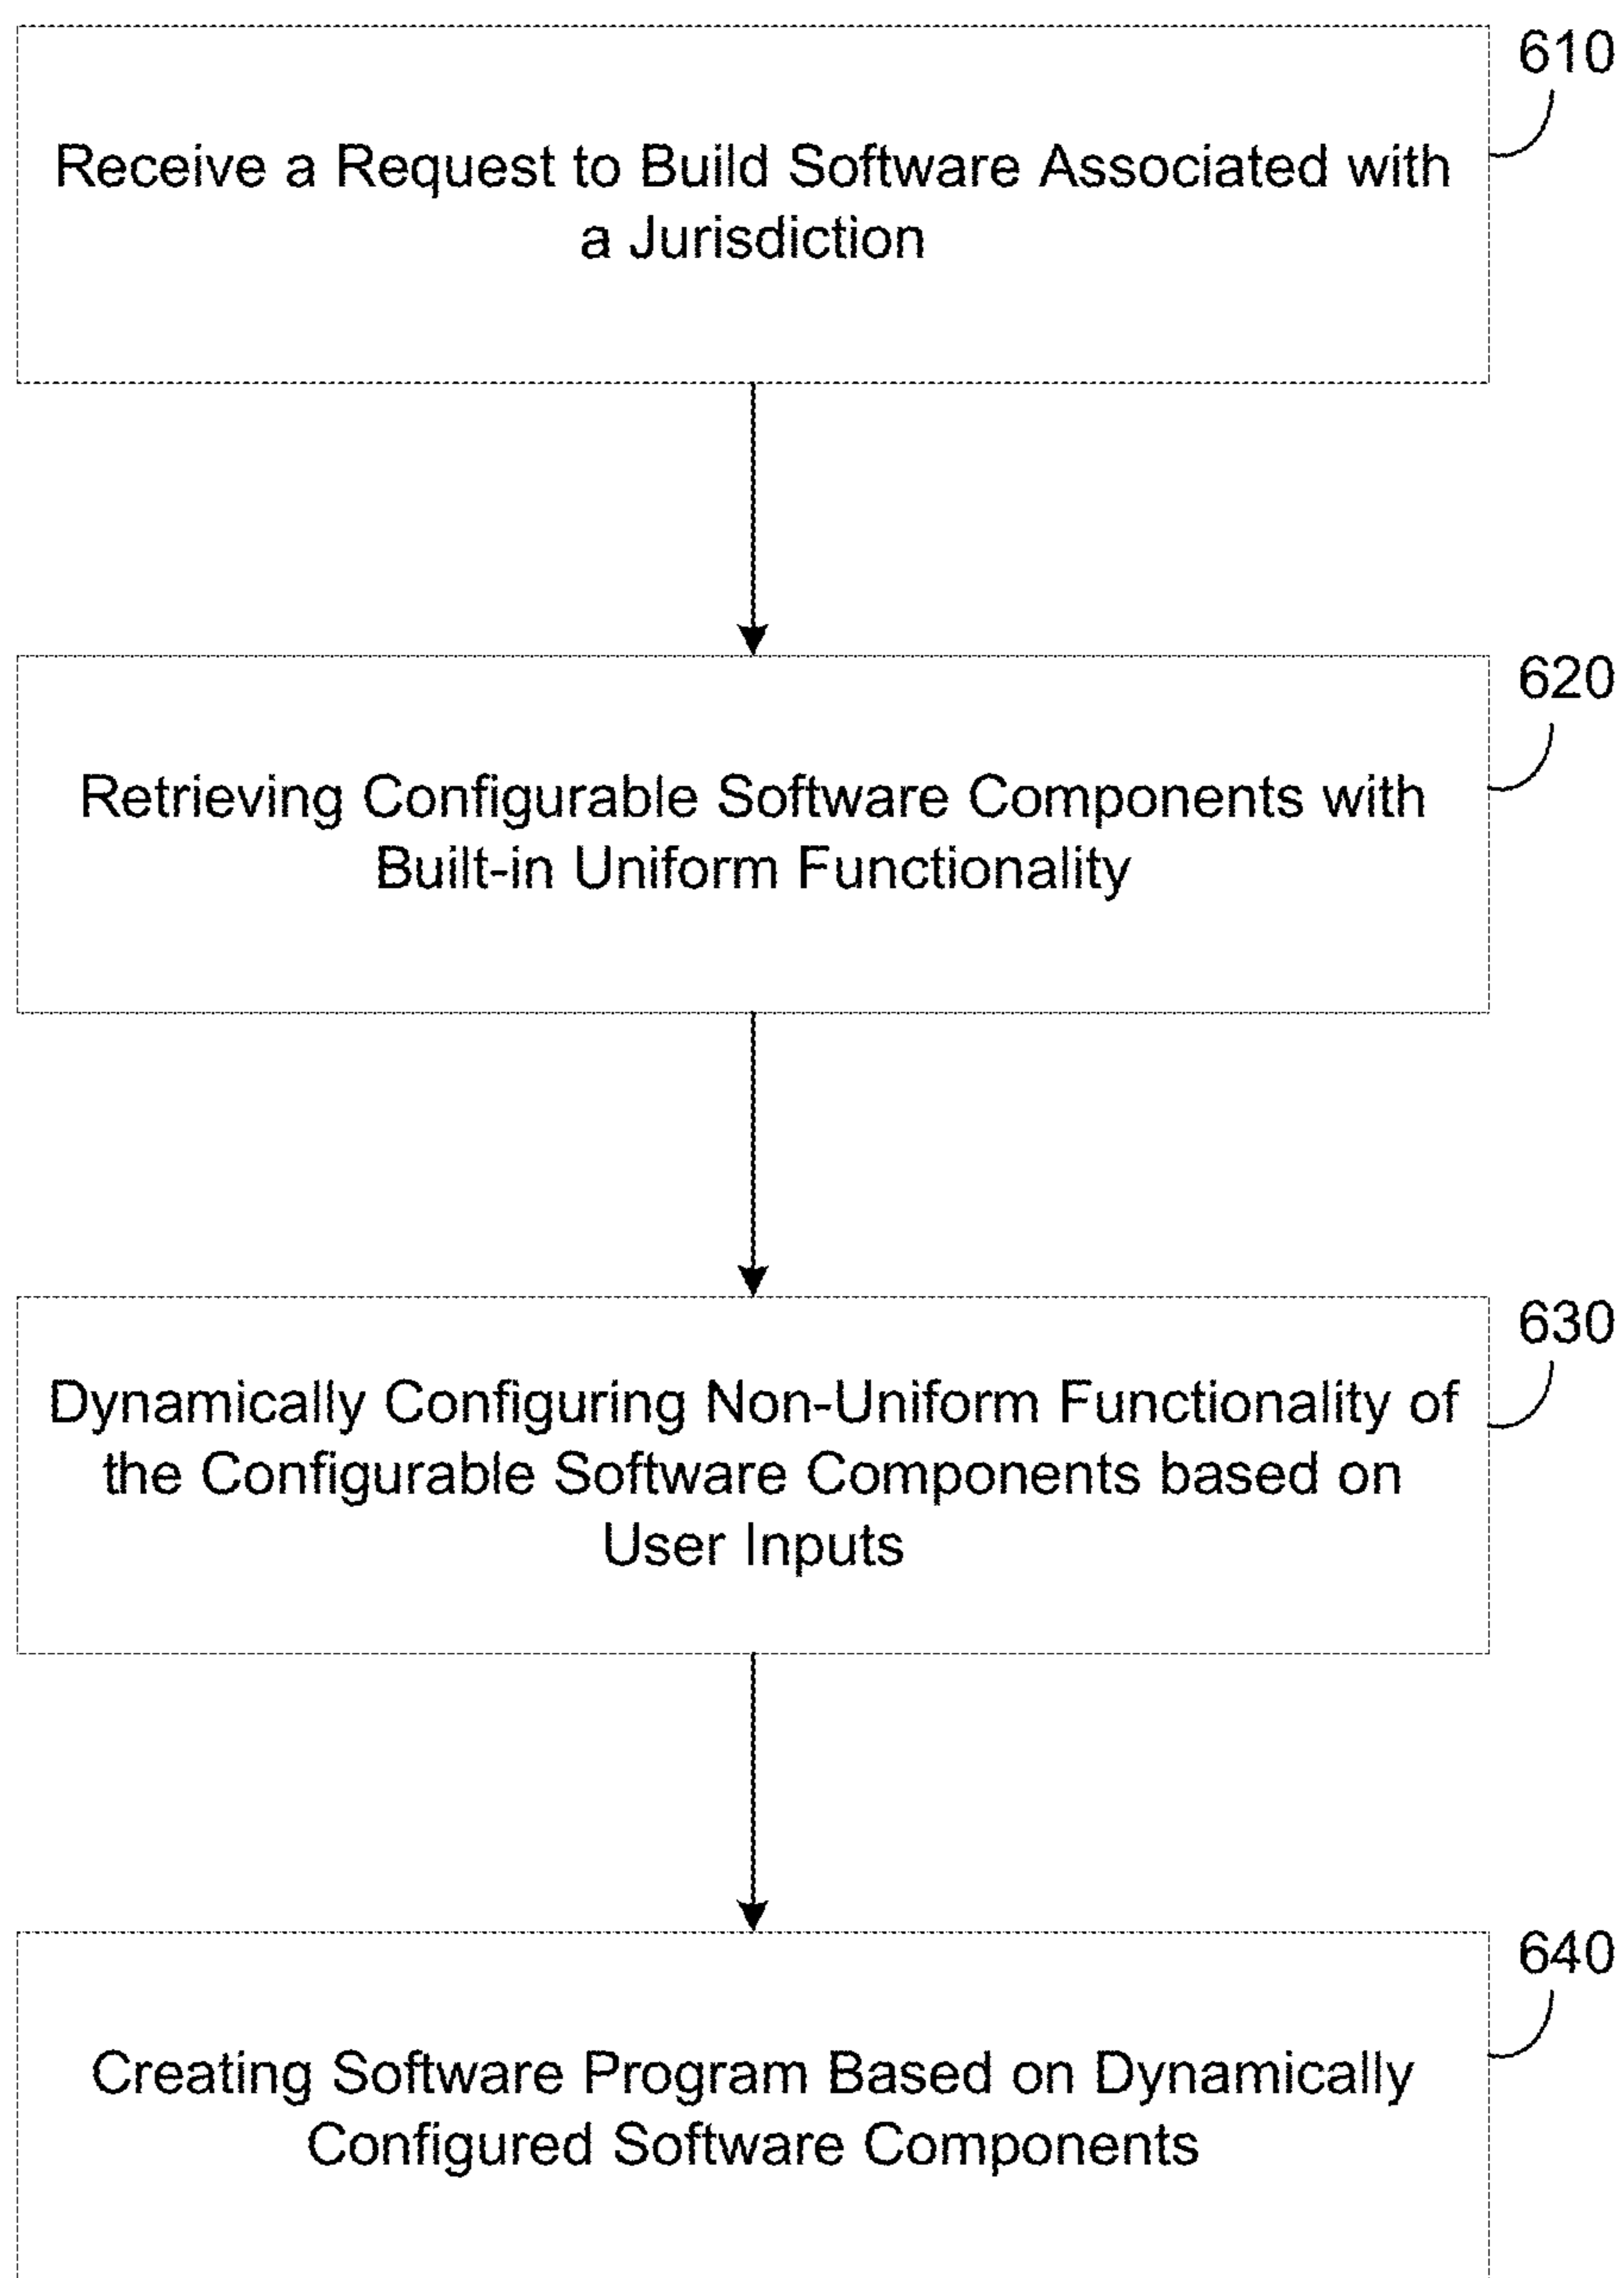 610
Receive a Request to Build Software Associated with
a Jurisdiction
620
Retrieving Configurable Software Components with
Built-in Uniform Functionality
630
Dynamically Configuring Non-Uniform Functionality of
the Configurable Software Components based on
User Inputs
640
Creating Software Program Based on Dynamically
Configured Software Components